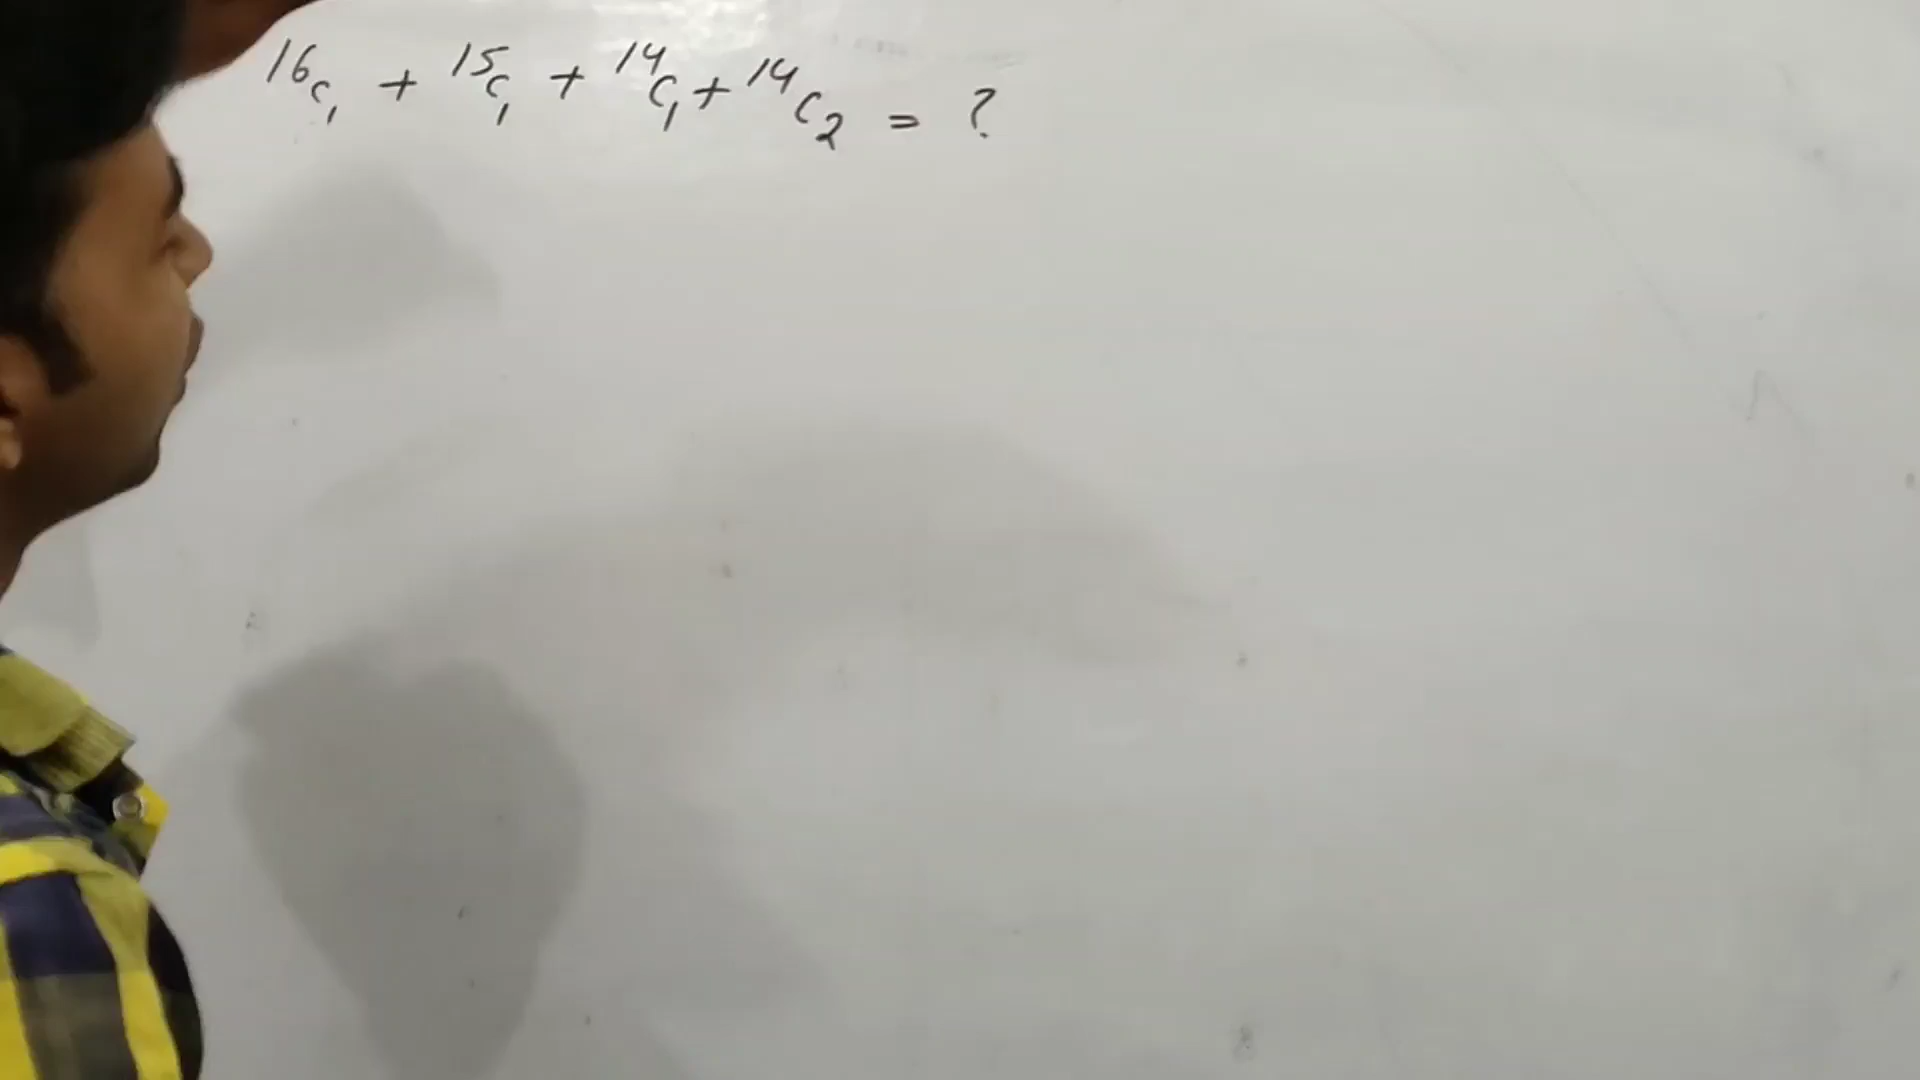 ¹⁶C₁ + ¹⁵C₁ + ¹⁴C₁ + ¹⁴C₂ = ?